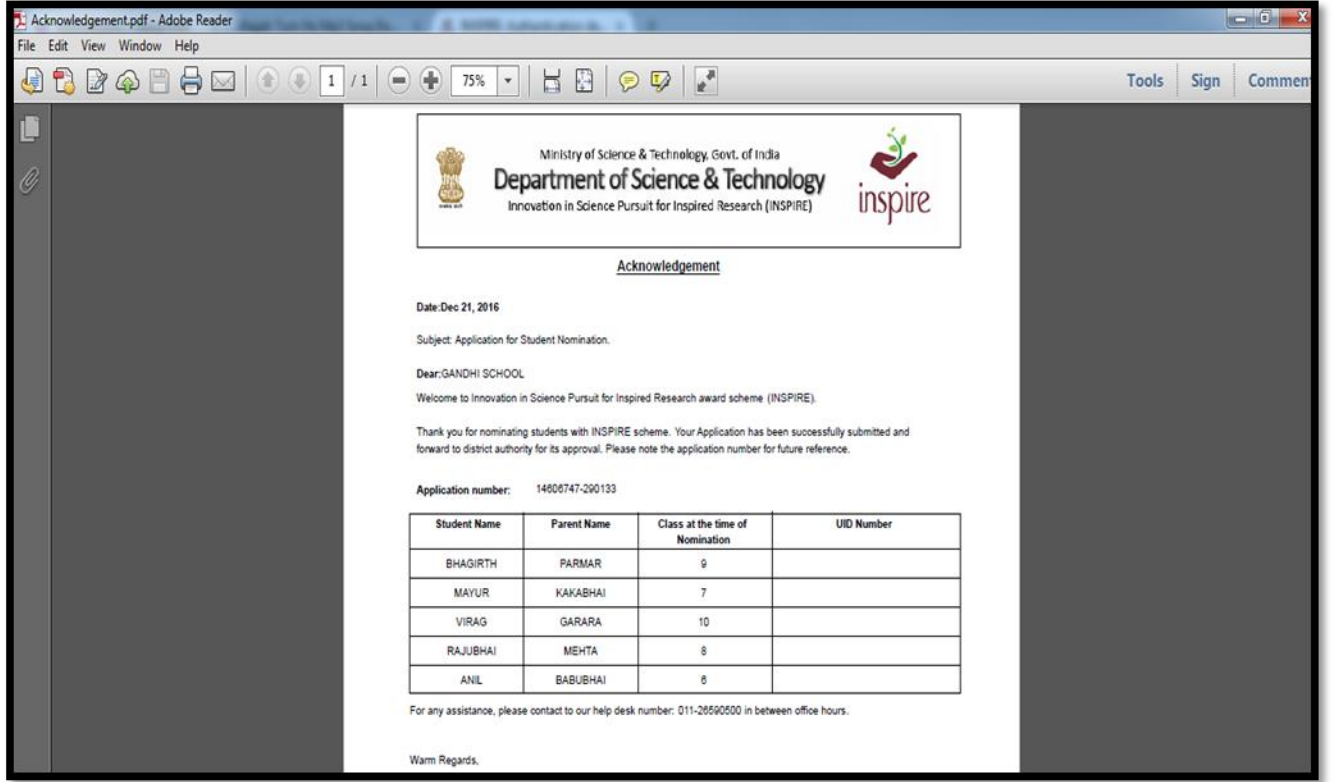 Acknowledgement.pdf - Adobe Reader
File Edit View Window Help
1 / 1 75% Tools Sign Commen
Ministry of Science & Technology, Govt. of India
Department of Science & Technology
Innovation in Science Pursuit for Inspired Research (INSPIRE)
inspire
Acknowledgement
Date:Dec 21, 2016
Subject: Application for Student Nomination.
Dear:GANDHI SCHOOL
Welcome to Innovation in Science Pursuit for Inspired Research award scheme (INSPIRE).
Thank you for nominating students with INSPIRE scheme. Your Application has been successfully submitted and
forward to district authority for its approval. Please note the application number for future reference.
Application number: 14606747-290133
Student Name Parent Name Class at the time of UID Number
Nomination
BHAGIRTH PARMAR 9
MAYUR KAKABHAI 7
VIRAG GARARA 10
RAJUBHAI MEHTA 8
ANIL BABUBHAI 6
For any assistance, please contact to our help desk number: 011-26590500 in between office hours.
Warm Regards,